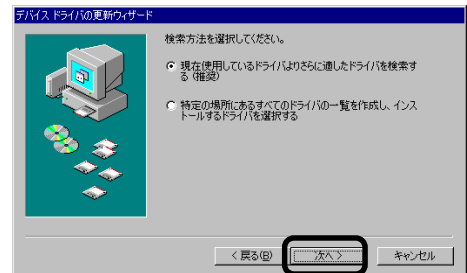 デバイス ドライバの更新ウィザード
検索方法を選択してください。
現在使用しているドライバよりさらに適したドライバを検索す
る (推奨)
特定の場所にあるすべてのドライバの一覧を作成し、インス
トールするドライバを選択する
< 戻る(B) 次へ > キャンセル